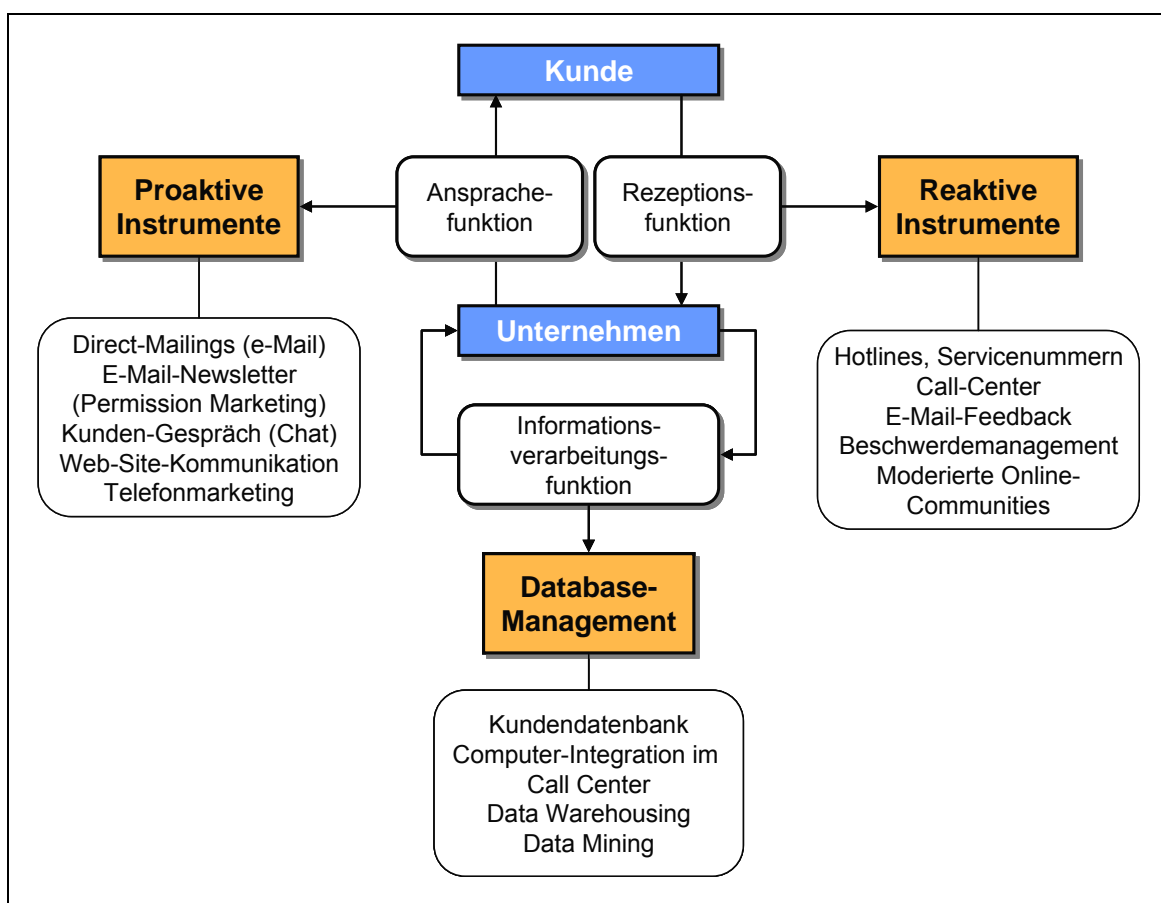 Kunde
Proaktive
Instrumente
Ansprache-
funktion
Rezeptions-
funktion
Reaktive
Instrumente
Unternehmen
Direct-Mailings (e-Mail)
E-Mail-Newsletter
(Permission Marketing)
Kunden-Gespräch (Chat)
Web-Site-Kommunikation
Telefonmarketing
Hotlines, Servicenummern
Call-Center
E-Mail-Feedback
Beschwerdemanagement
Moderierte Online-
Communities
Informations-
verarbeitungs-
funktion
Database-
Management
Kundendatenbank
Computer-Integration im
Call Center
Data Warehousing
Data Mining